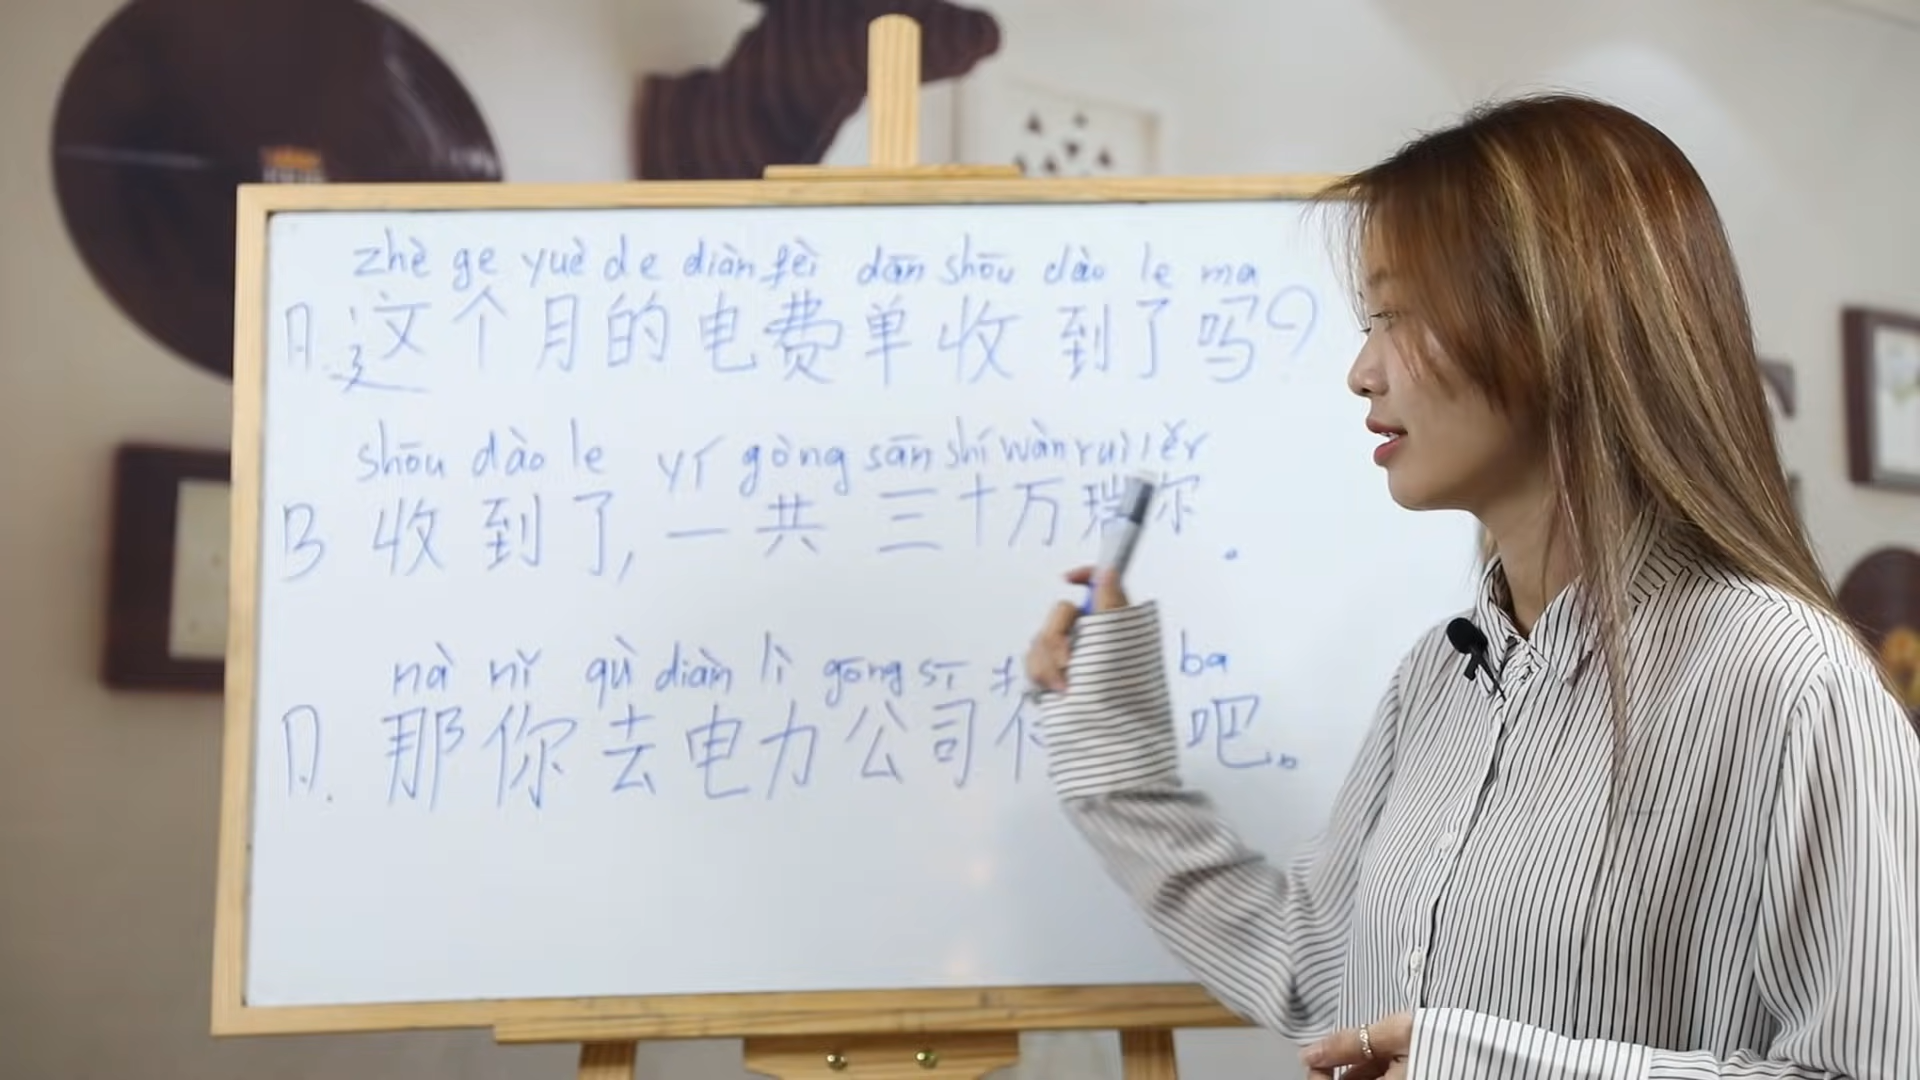 zhè ge yuè de diàn fèi dān shōu dào le ma
A. 这个月的电费单收到了吗?
shōu dào le yí gòng sān shí wàn ruì ěr
B 收到了,一共三十万瑞尔.
nà nǐ qù diàn lì gōng sī ba
A. 那你去电力公司 吧。